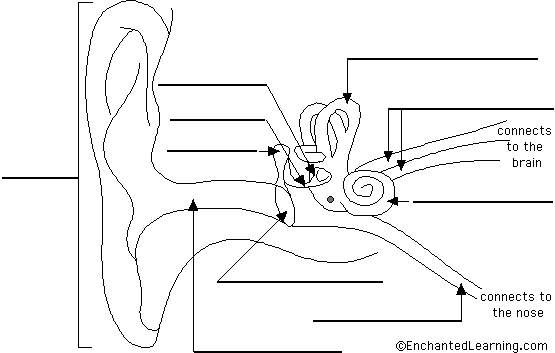 connects
to the
brain
connects to
the nose
©EnchantedLearning.com